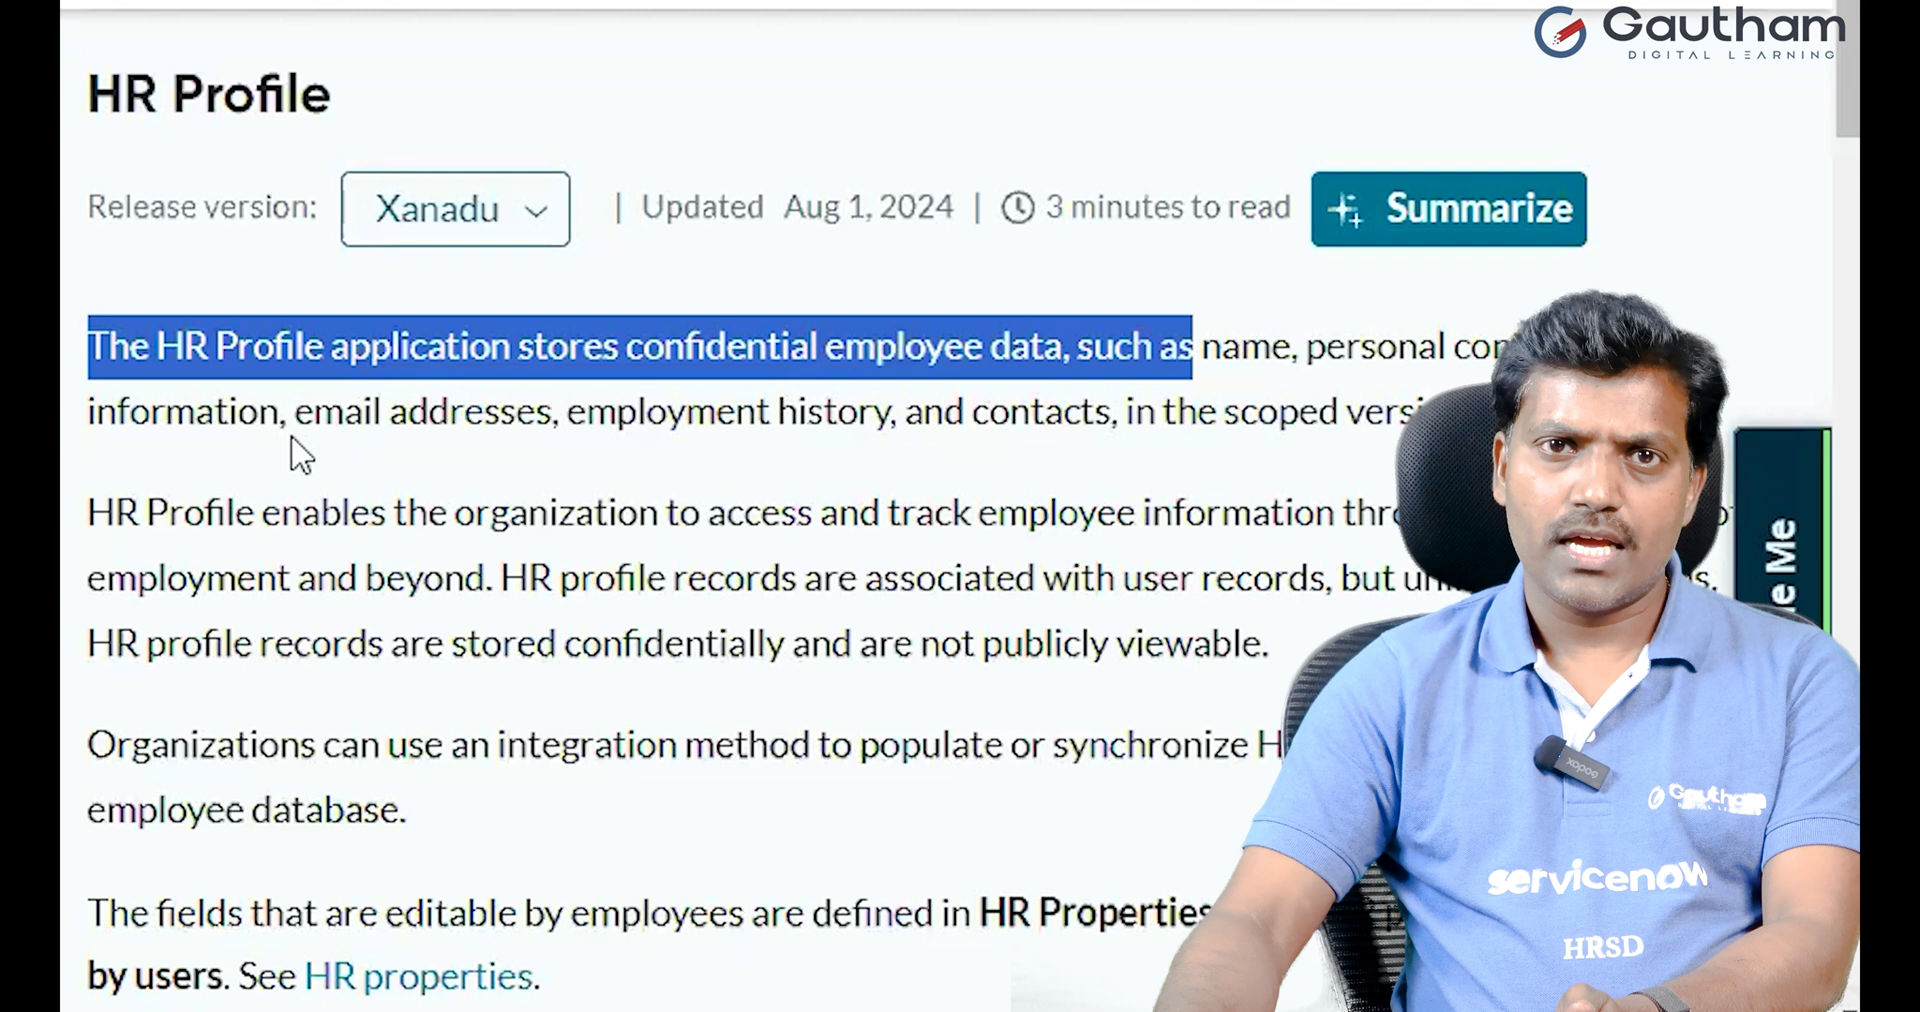 Gautham
DIGITAL LEARNING
HR Profile
Release version: Xanadu | Updated Aug 1, 2024 | 3 minutes to read Summarize
The HR Profile application stores confidential employee data, such as name, personal
information, email addresses, employment history, and contacts, in the scoped
HR Profile enables the organization to access and track employee information
employment and beyond. HR profile records are associated with user records, but
HR profile records are stored confidentially and are not publicly viewable.
Organizations can use an integration method to populate or synchronize
employee database.
The fields that are editable by employees are defined in HR Properties
by users. See HR properties.
Me
Gautham
servicenow
HRSD